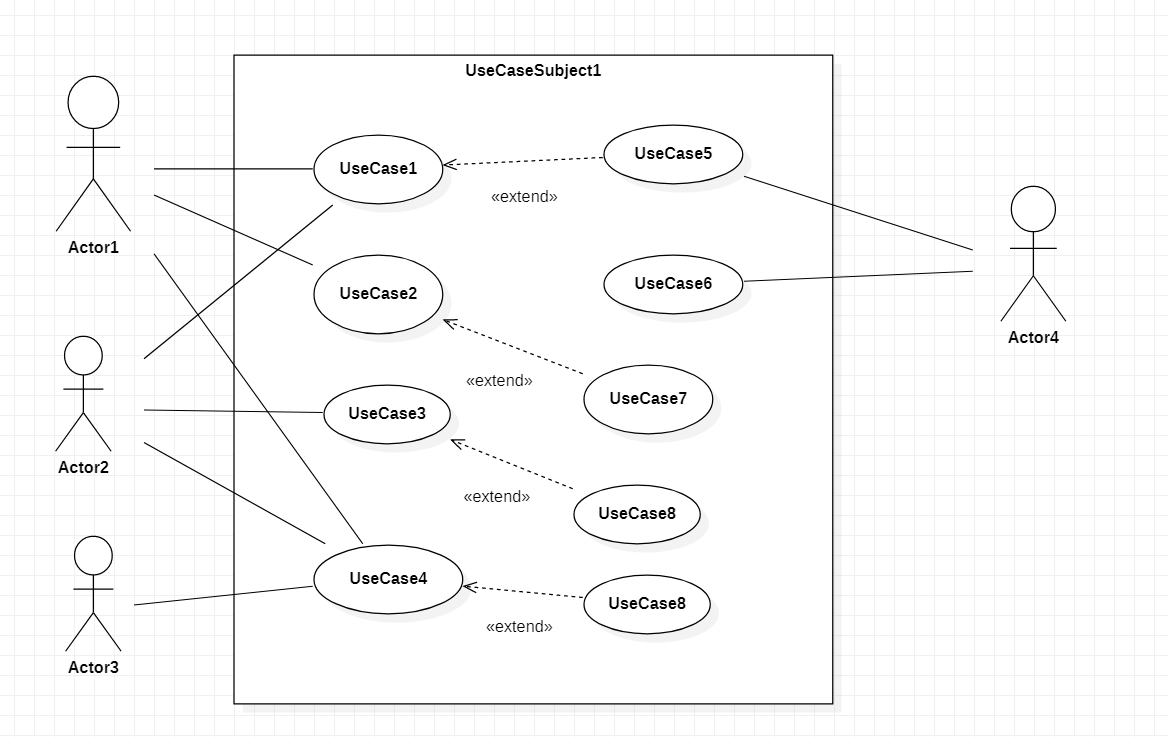 UseCaseSubject1
UseCase1
UseCase5
«extend»
Actor1
UseCase2
UseCase6
Actor4
«extend»
UseCase7
UseCase3
Actor2
«extend»
UseCase8
UseCase4
UseCase8
«extend»
Actor3